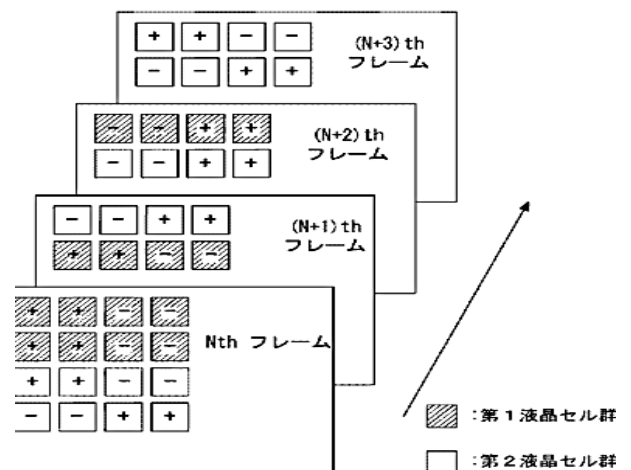 + + − −
(N+3)th
フレーム
− − + +
− − + +
(N+2)th
フレーム
− − + +
− − + +
(N+1)th
フレーム
+ + − −
+ + − −
Nth フレーム
+ + − −
+ + − −
− − + +
:第1液晶セル群
:第2液晶セル群